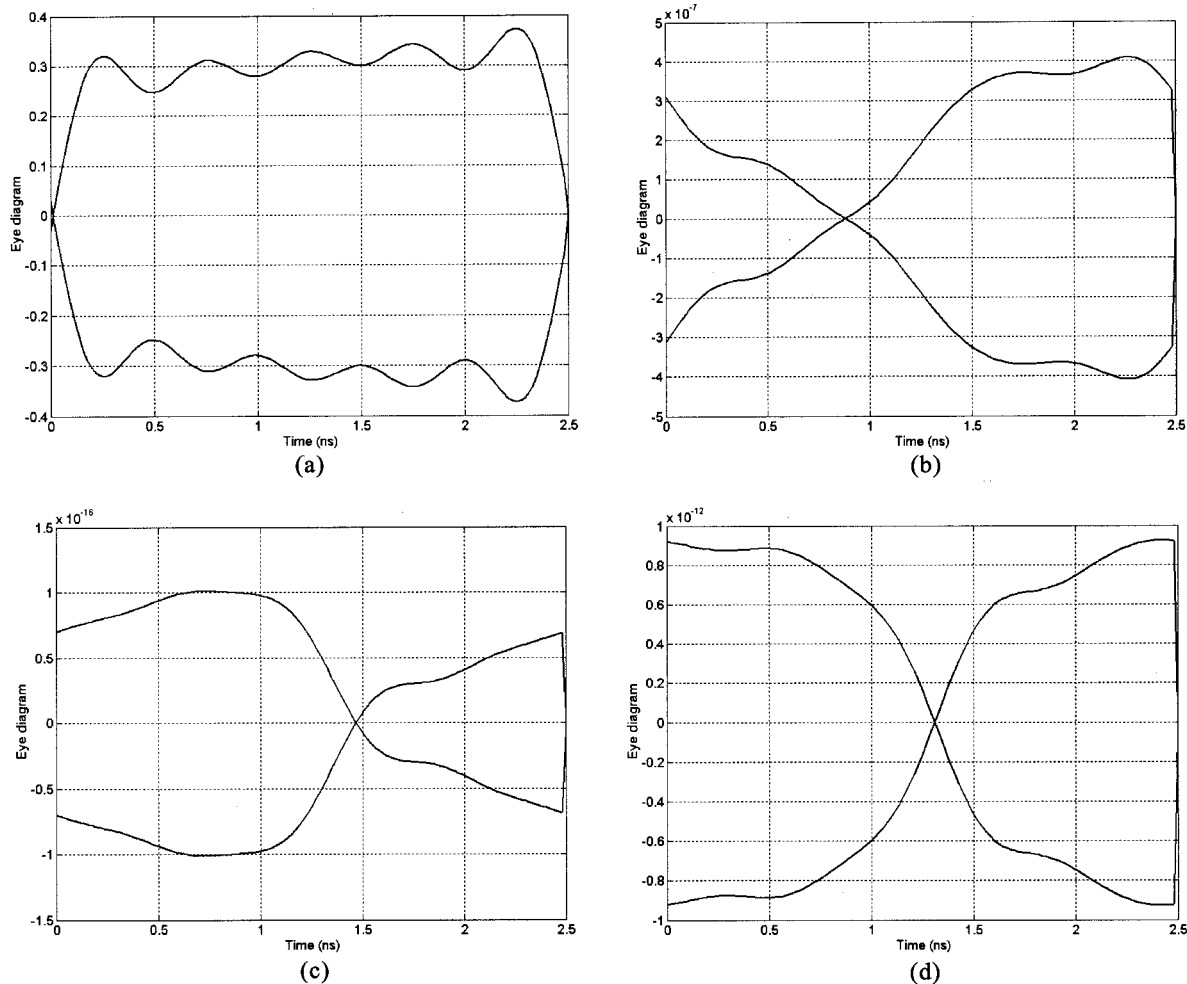 0.4
0.3
0.2
0.1
0
-0.1
-0.2
-0.3
-0.4
Eye diagram
0 0.5 1 1.5 2 2.5
Time (ns)
(a)
x 10^-7
5
4
3
2
1
0
-1
-2
-3
-4
-5
Eye diagram
0 0.5 1 1.5 2 2.5
Time (ns)
(b)
x 10^-16
1.5
1
0.5
0
-0.5
-1
-1.5
Eye diagram
0 0.5 1 1.5 2 2.5
Time (ns)
(c)
x 10^-12
1
0.8
0.6
0.4
0.12
0
-0.12
-0.4
-0.6
-0.8
-1
Eye diagram
0 0.5 1 1.5 2 2.5
Time (ns)
(d)